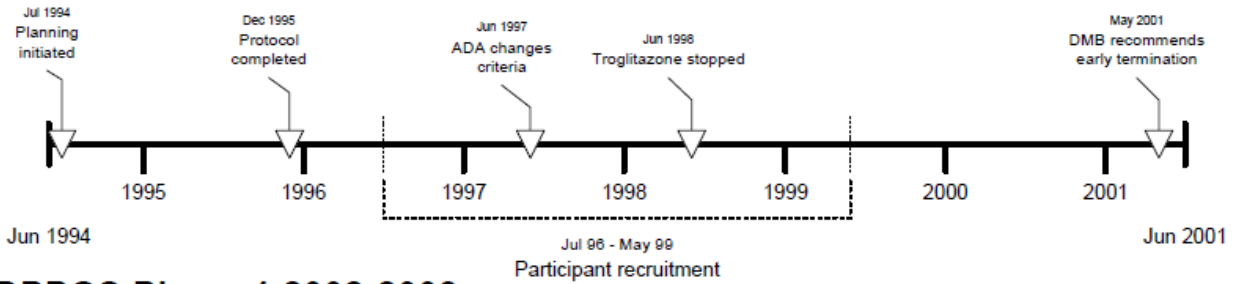 Jul 1994
Planning
initiated
Dec 1995
Protocol
completed
Jun 1997
ADA changes
criteria
Jun 1998
Troglitazone stopped
May 2001
DMB recommends
early termination
1995
1996
1997
1998
1999
2000
2001
Jun 1994
Jun 2001
Jul 96 - May 99
Participant recruitment